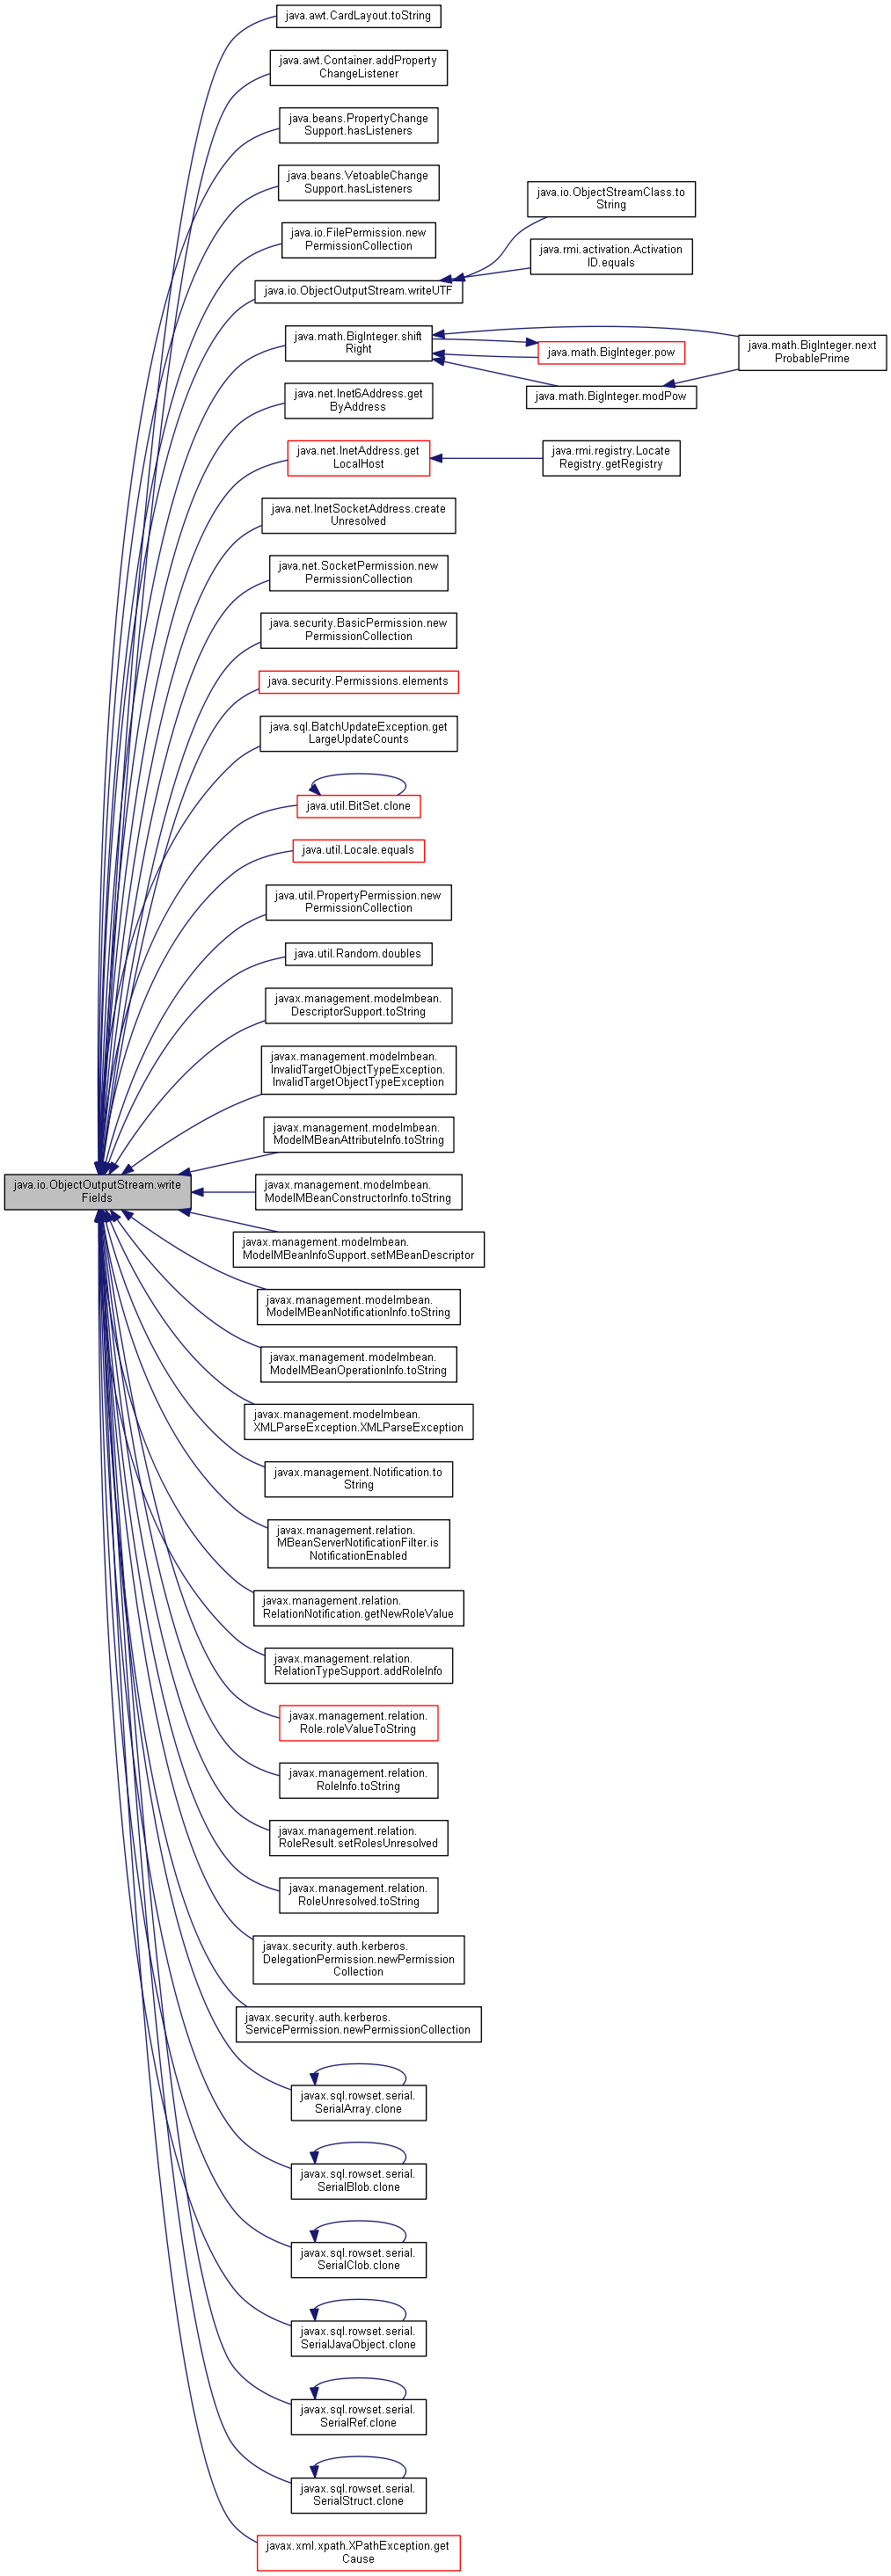 java.awt.CardLayout.toString
java.awt.Container.addProperty
ChangeListener
java.beans.PropertyChange
Support.hasListeners
java.beans.VetoableChange
Support.hasListeners
java.io.FilePermission.new
PermissionCollection
java.io.ObjectOutputStream.writeUTF
java.io.ObjectStreamClass.to
String
java.rmi.activation.Activation
ID.equals
java.math.BigInteger.shift
Right
java.math.BigInteger.pow
java.math.BigInteger.modPow
java.math.BigInteger.next
ProbablePrime
java.net.Inet6Address.get
ByAddress
java.net.InetAddress.get
LocalHost
java.rmi.registry.Locate
Registry.getRegistry
java.net.InetSocketAddress.create
Unresolved
java.net.SocketPermission.new
PermissionCollection
java.security.BasicPermission.new
PermissionCollection
java.security.Permissions.elements
java.sql.BatchUpdateException.get
LargeUpdateCounts
java.util.BitSet.clone
java.util.Locale.equals
java.util.PropertyPermission.new
PermissionCollection
java.util.Random.doubles
javax.management.modelmbean.
DescriptorSupport.toString
javax.management.modelmbean.
InvalidTargetObjectTypeException.
InvalidTargetObjectTypeException
javax.management.modelmbean.
ModelMBeanAttributeInfo.toString
java.io.ObjectOutputStream.write
Fields
javax.management.modelmbean.
ModelMBeanConstructorInfo.toString
javax.management.modelmbean.
ModelMBeanInfoSupport.setMBeanDescriptor
javax.management.modelmbean.
ModelMBeanNotificationInfo.toString
javax.management.modelmbean.
ModelMBeanOperationInfo.toString
javax.management.modelmbean.
XMLParseException.XMLParseException
javax.management.Notification.to
String
javax.management.relation.
MBeanServerNotificationFilter.is
NotificationEnabled
javax.management.relation.
RelationNotification.getNewRoleValue
javax.management.relation.
RelationTypeSupport.addRoleInfo
javax.management.relation.
Role.roleValueToString
javax.management.relation.
RoleInfo.toString
javax.management.relation.
RoleResult.setRolesUnresolved
javax.management.relation.
RoleUnresolved.toString
javax.security.auth.kerberos.
DelegationPermission.newPermission
Collection
javax.security.auth.kerberos.
ServicePermission.newPermissionCollection
javax.sql.rowset.serial.
SerialArray.clone
javax.sql.rowset.serial.
SerialBlob.clone
javax.sql.rowset.serial.
SerialClob.clone
javax.sql.rowset.serial.
SerialJavaObject.clone
javax.sql.rowset.serial.
SerialRef.clone
javax.sql.rowset.serial.
SerialStruct.clone
javax.xml.xpath.XPathException.get
Cause